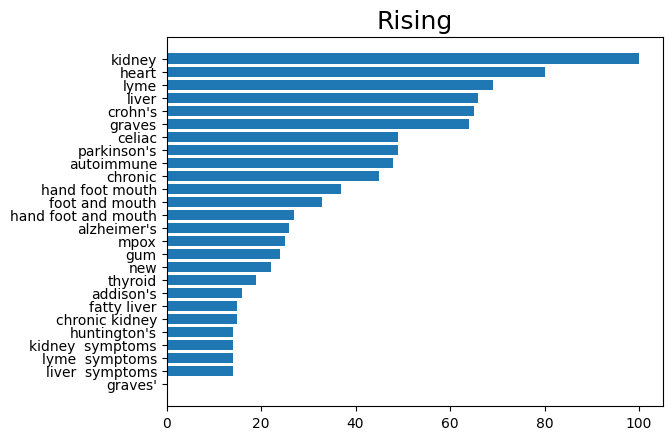 Rising
kidney
heart
lyme
liver
crohn's
graves
celiac
parkinson's
autoimmune
chronic
hand foot mouth
foot and mouth
hand foot and mouth
alzheimer's
mpox
gum
new
thyroid
addison's
fatty liver
chronic kidney
huntington's
kidney  symptoms
lyme  symptoms
liver  symptoms
graves'
0 20 40 60 80 100